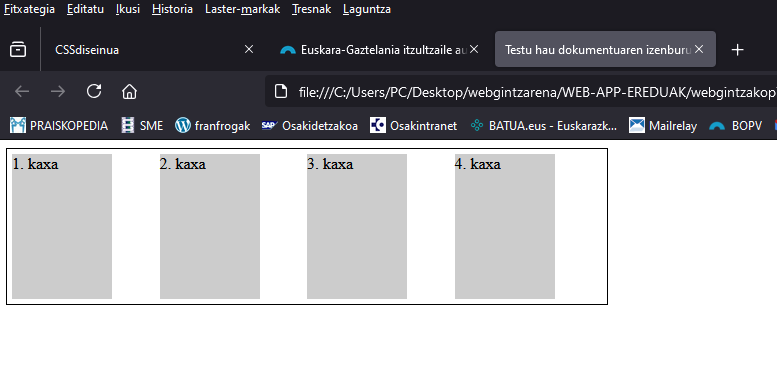 Fitxategia Editatu Ikusi Historia Laster-markak Tresnak Laguntza
CSSdiseinua Euskara-Gaztelania itzultzaile au Testu hau dokumentuaren izenburu
file:///C:/Users/PC/Desktop/webgintzarena/WEB-APP-EREDUAK/webgintzakop
PRAISKOPEDIA SME franfrogak SAP Osakidetzakoa Osakintranet BATUA.eus - Euskarazk... Mailrelay BOPV
1. kaxa 2. kaxa 3. kaxa 4. kaxa